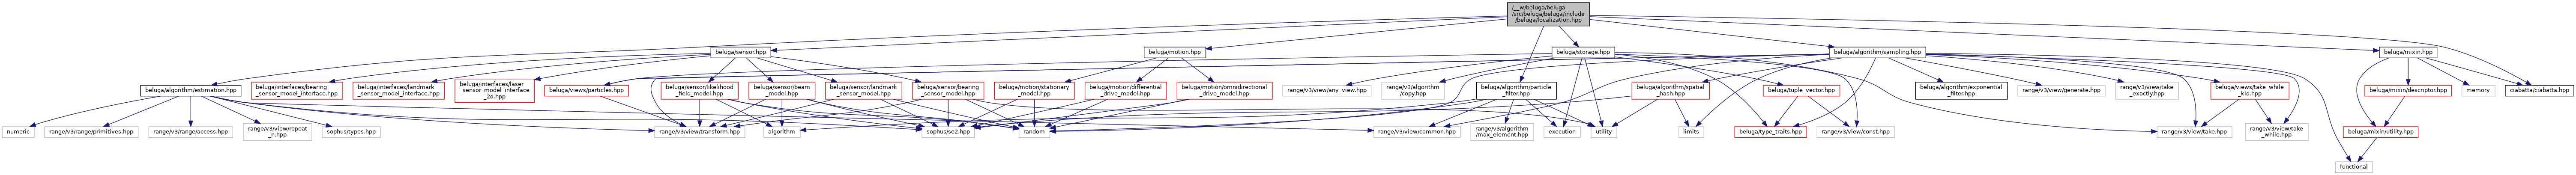 /__w/beluga/beluga
/src/beluga/beluga/include
/beluga/localization.hpp
beluga/sensor.hpp
beluga/motion.hpp
beluga/storage.hpp
beluga/algorithm/sampling.hpp
beluga/mixin.hpp
beluga/algorithm/estimation.hpp
beluga/interfaces/bearing
_sensor_model_interface.hpp
beluga/interfaces/landmark
_sensor_model_interface.hpp
beluga/interfaces/laser
_sensor_model_interface
_2d.hpp
beluga/views/particles.hpp
beluga/sensor/likelihood
_field_model.hpp
beluga/sensor/beam
_model.hpp
beluga/sensor/landmark
_sensor_model.hpp
beluga/sensor/bearing
_sensor_model.hpp
beluga/motion/stationary
_model.hpp
beluga/motion/differential
_drive_model.hpp
beluga/motion/omnidirectional
_drive_model.hpp
range/v3/view/any_view.hpp
range/v3/algorithm
/copy.hpp
beluga/algorithm/particle
_filter.hpp
beluga/algorithm/spatial
_hash.hpp
beluga/tuple_vector.hpp
beluga/algorithm/exponential
_filter.hpp
range/v3/view/generate.hpp
range/v3/view/take
_exactly.hpp
beluga/views/take_while
_kld.hpp
beluga/mixin/descriptor.hpp
memory
ciabatta/ciabatta.hpp
numeric
range/v3/range/primitives.hpp
range/v3/range/access.hpp
range/v3/view/repeat
_n.hpp
sophus/types.hpp
range/v3/view/transform.hpp
algorithm
sophus/se2.hpp
random
range/v3/view/common.hpp
range/v3/algorithm
/max_element.hpp
execution
utility
limits
beluga/type_traits.hpp
range/v3/view/const.hpp
range/v3/view/take.hpp
range/v3/view/take
_while.hpp
beluga/mixin/utility.hpp
functional